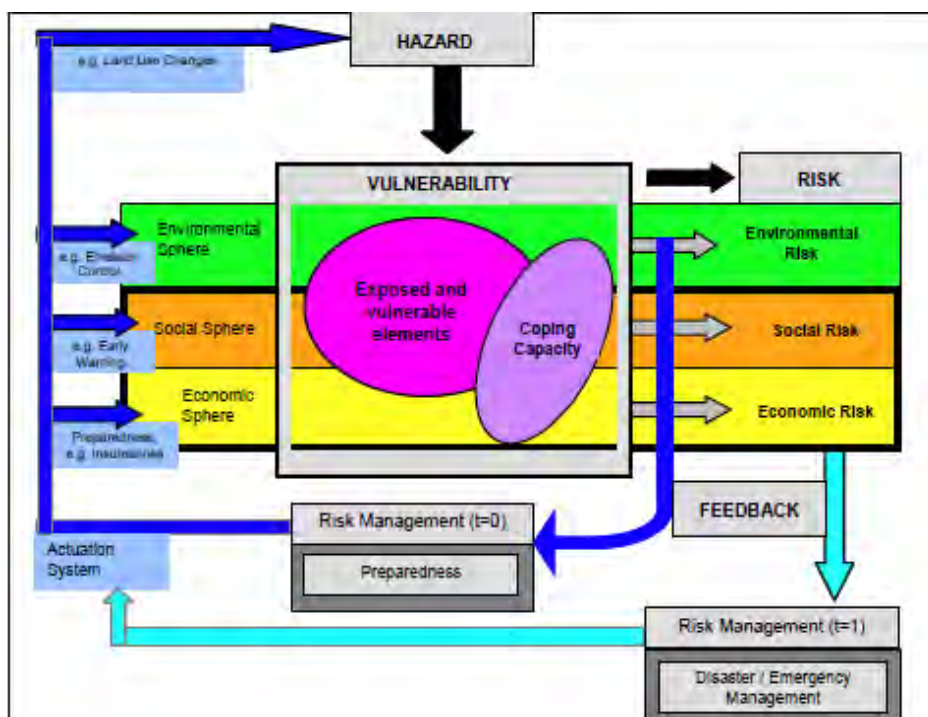 HAZARD
e.g. Land Use Changes
VULNERABILITY
RISK
Environmental
Sphere
Environmental
Risk
e.g. Emission
Control
Exposed and
vulnerable
elements
Social Sphere
Coping
Capacity
Social Risk
e.g. Early
Warning
Economic
Sphere
Economic Risk
Preparedness,
e.g. Insurances
Risk Management (t=0)
FEEDBACK
Actuation
System
Preparedness
Risk Management (t=1)
Disaster / Emergency
Management